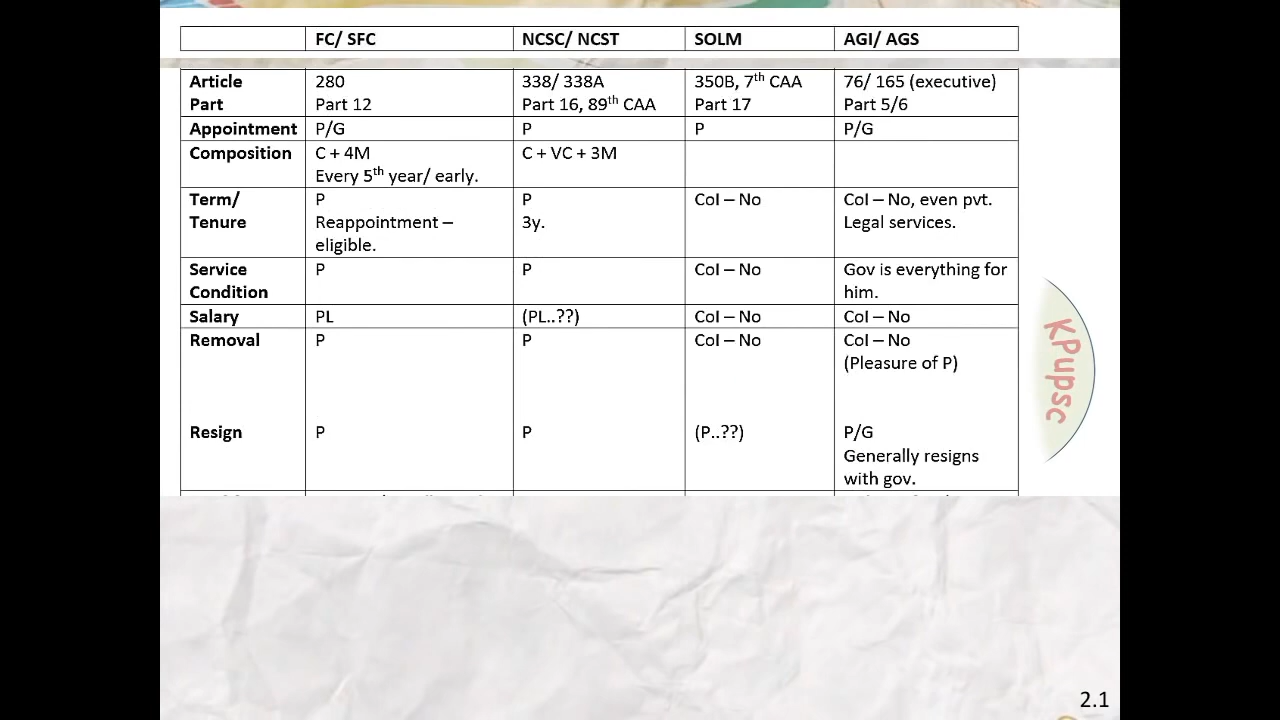 FC/ SFC NCSC/ NCST SOLM AGI/ AGS
Article 280 338/ 338A 350B, 7th CAA 76/ 165 (executive)
Part Part 12 Part 16, 89th CAA Part 17 Part 5/6
Appointment P/G P P P/G
Composition C + 4M C + VC + 3M
Every 5th year/ early.
Term/ P P CoI – No CoI – No, even pvt.
Tenure Reappointment – 3y. Legal services.
eligible.
Service P P CoI – No Gov is everything for
Condition him.
Salary PL (PL..??) CoI – No CoI – No
Removal P P CoI – No CoI – No
(Pleasure of P)
Resign P P (P..??) P/G
Generally resigns
with gov.
KPupsc
2.1